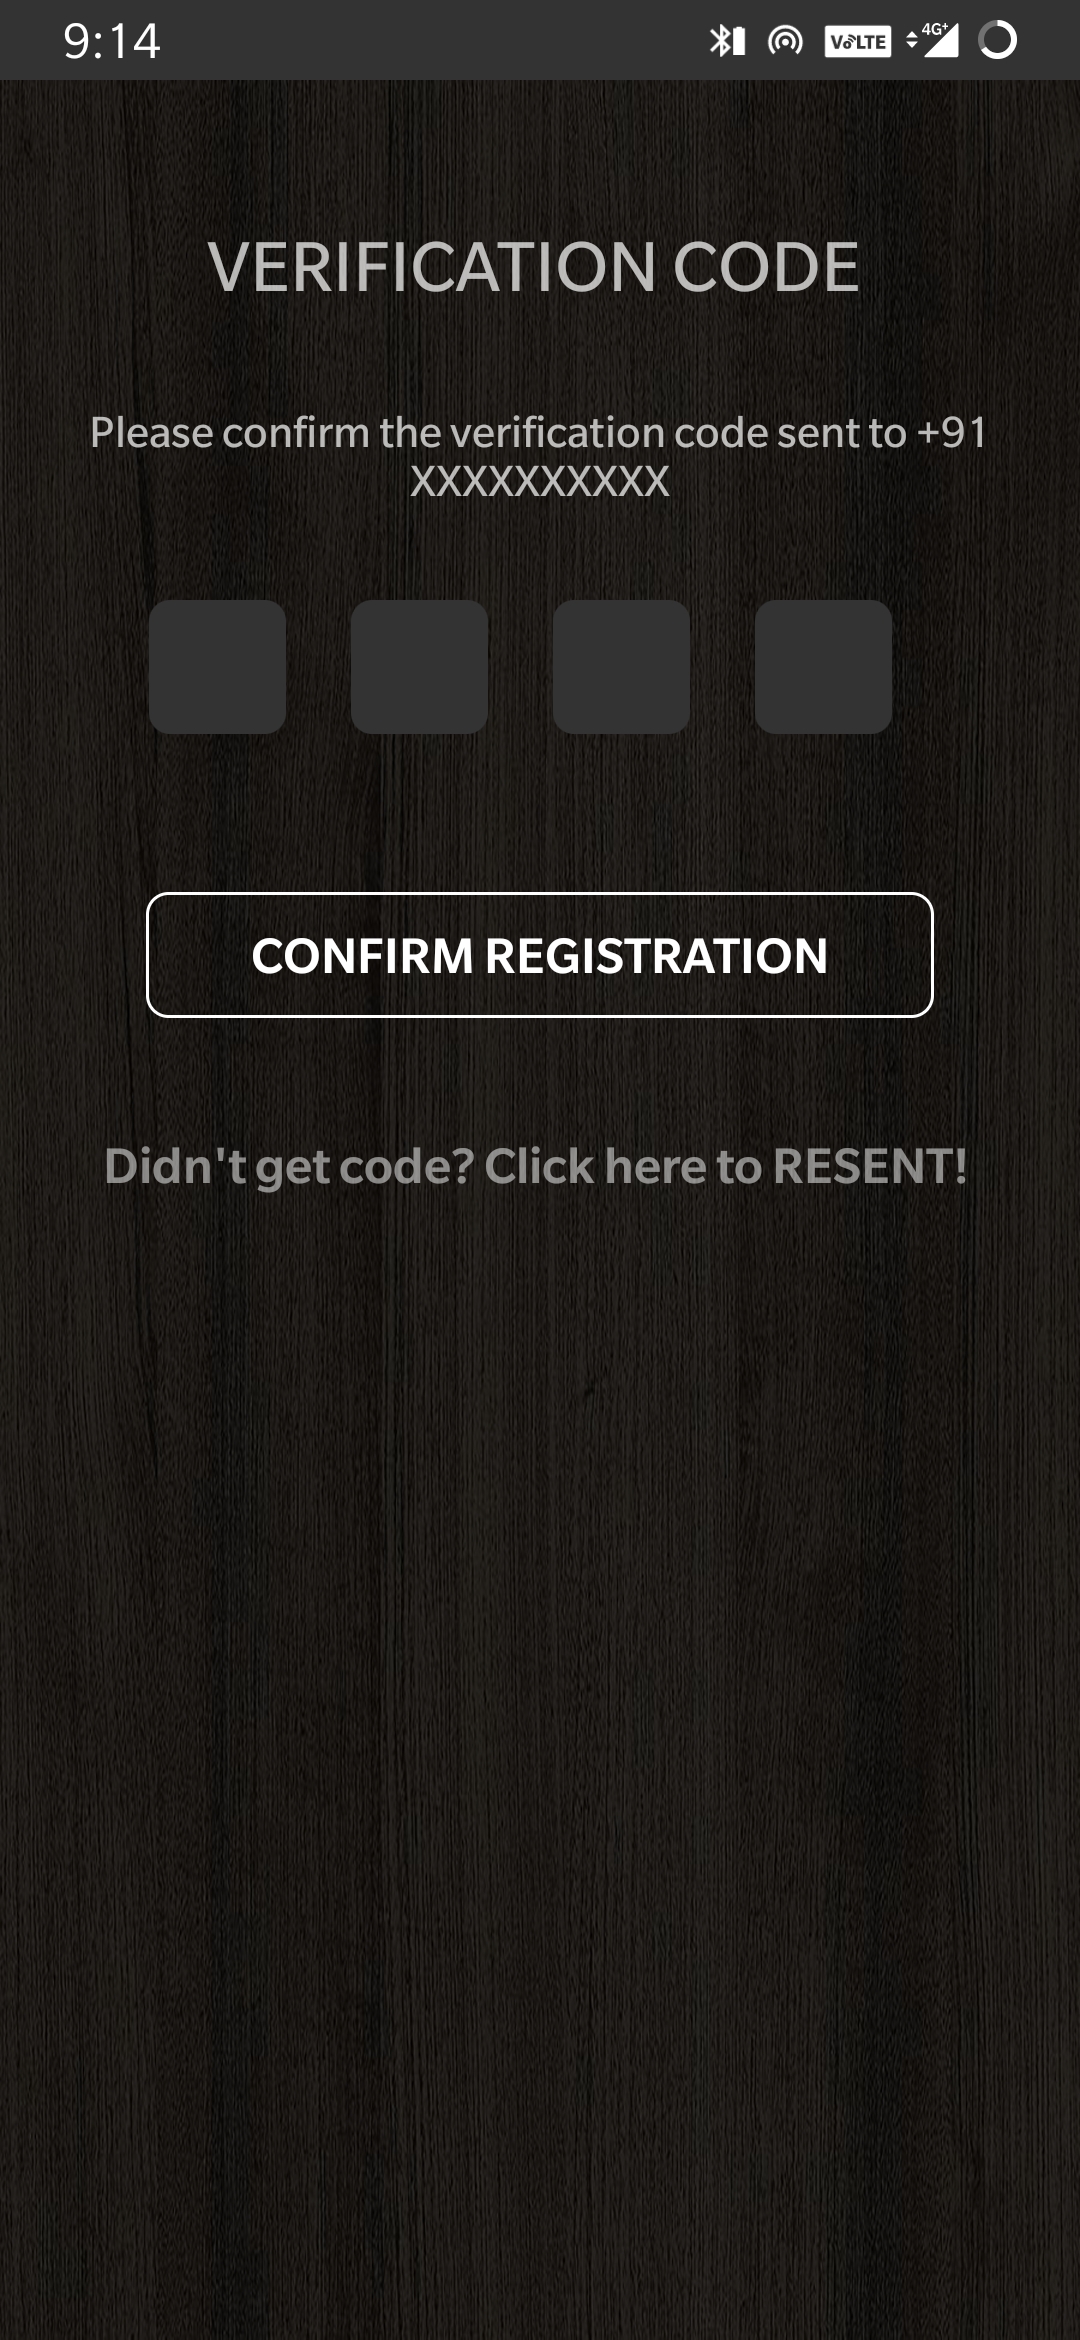 9:14
VoLTE 4G+
VERIFICATION CODE
Please confirm the verification code sent to +91
XXXXXXXXXX
CONFIRM REGISTRATION
Didn't get code? Click here to RESENT!